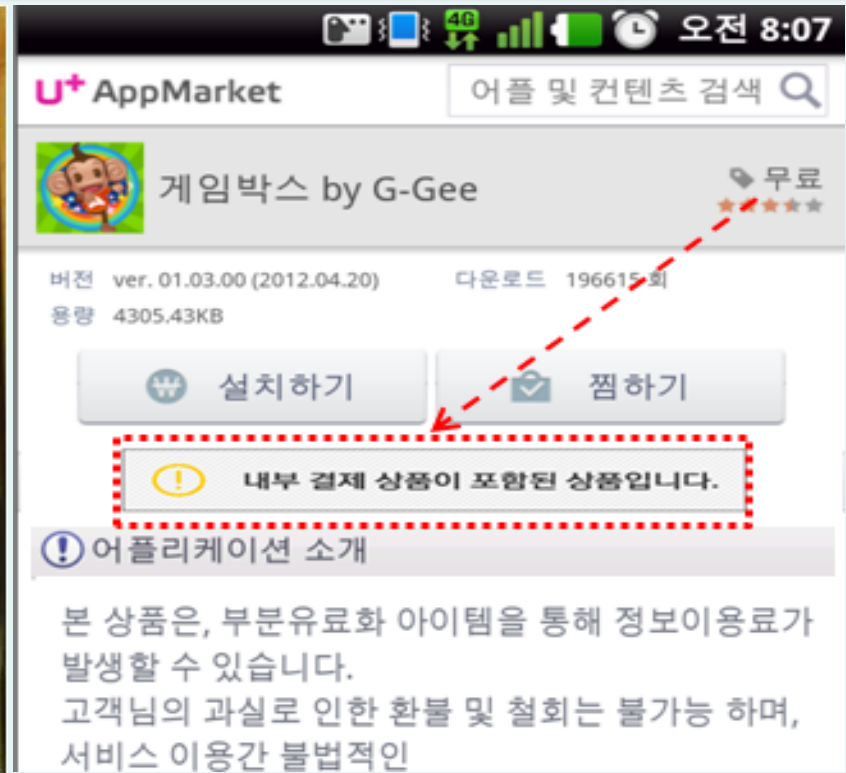 4G 오전 8:07
U+ AppMarket 어플 및 컨텐츠 검색
게임박스 by G-Gee 무료
버전 ver. 01.03.00 (2012.04.20) 다운로드 196615 회
용량 4305.43KB
설치하기 찜하기
내부 결제 상품이 포함된 상품입니다.
어플리케이션 소개
본 상품은, 부분유료화 아이템을 통해 정보이용료가
발생할 수 있습니다.
고객님의 과실로 인한 환불 및 철회는 불가능 하며,
서비스 이용간 불법적인